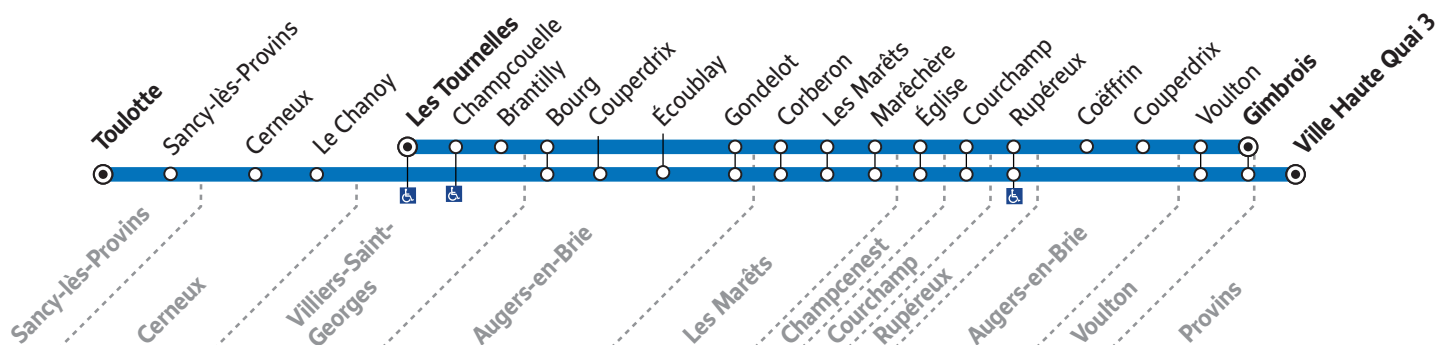 Toulotte
Sancy-lès-Provins
Cerneux
Le Chanoy
Les Tournelles
Champcouelle
Brantilly
Bourg
Couperdrix
Écoublay
Gondelot
Corberon
Les Marêts
Marêchère
Église
Courchamp
Rupéreux
Coëffrin
Couperdrix
Voulton
Gimbrois
Ville Haute Quai 3
Sancy-lès-Provins
Cerneux
Villiers-Saint-
Georges
Augers-en-Brie
Les Marêts
Champcenest
Courchamp
Rupéreux
Augers-en-Brie
Voulton
Provins